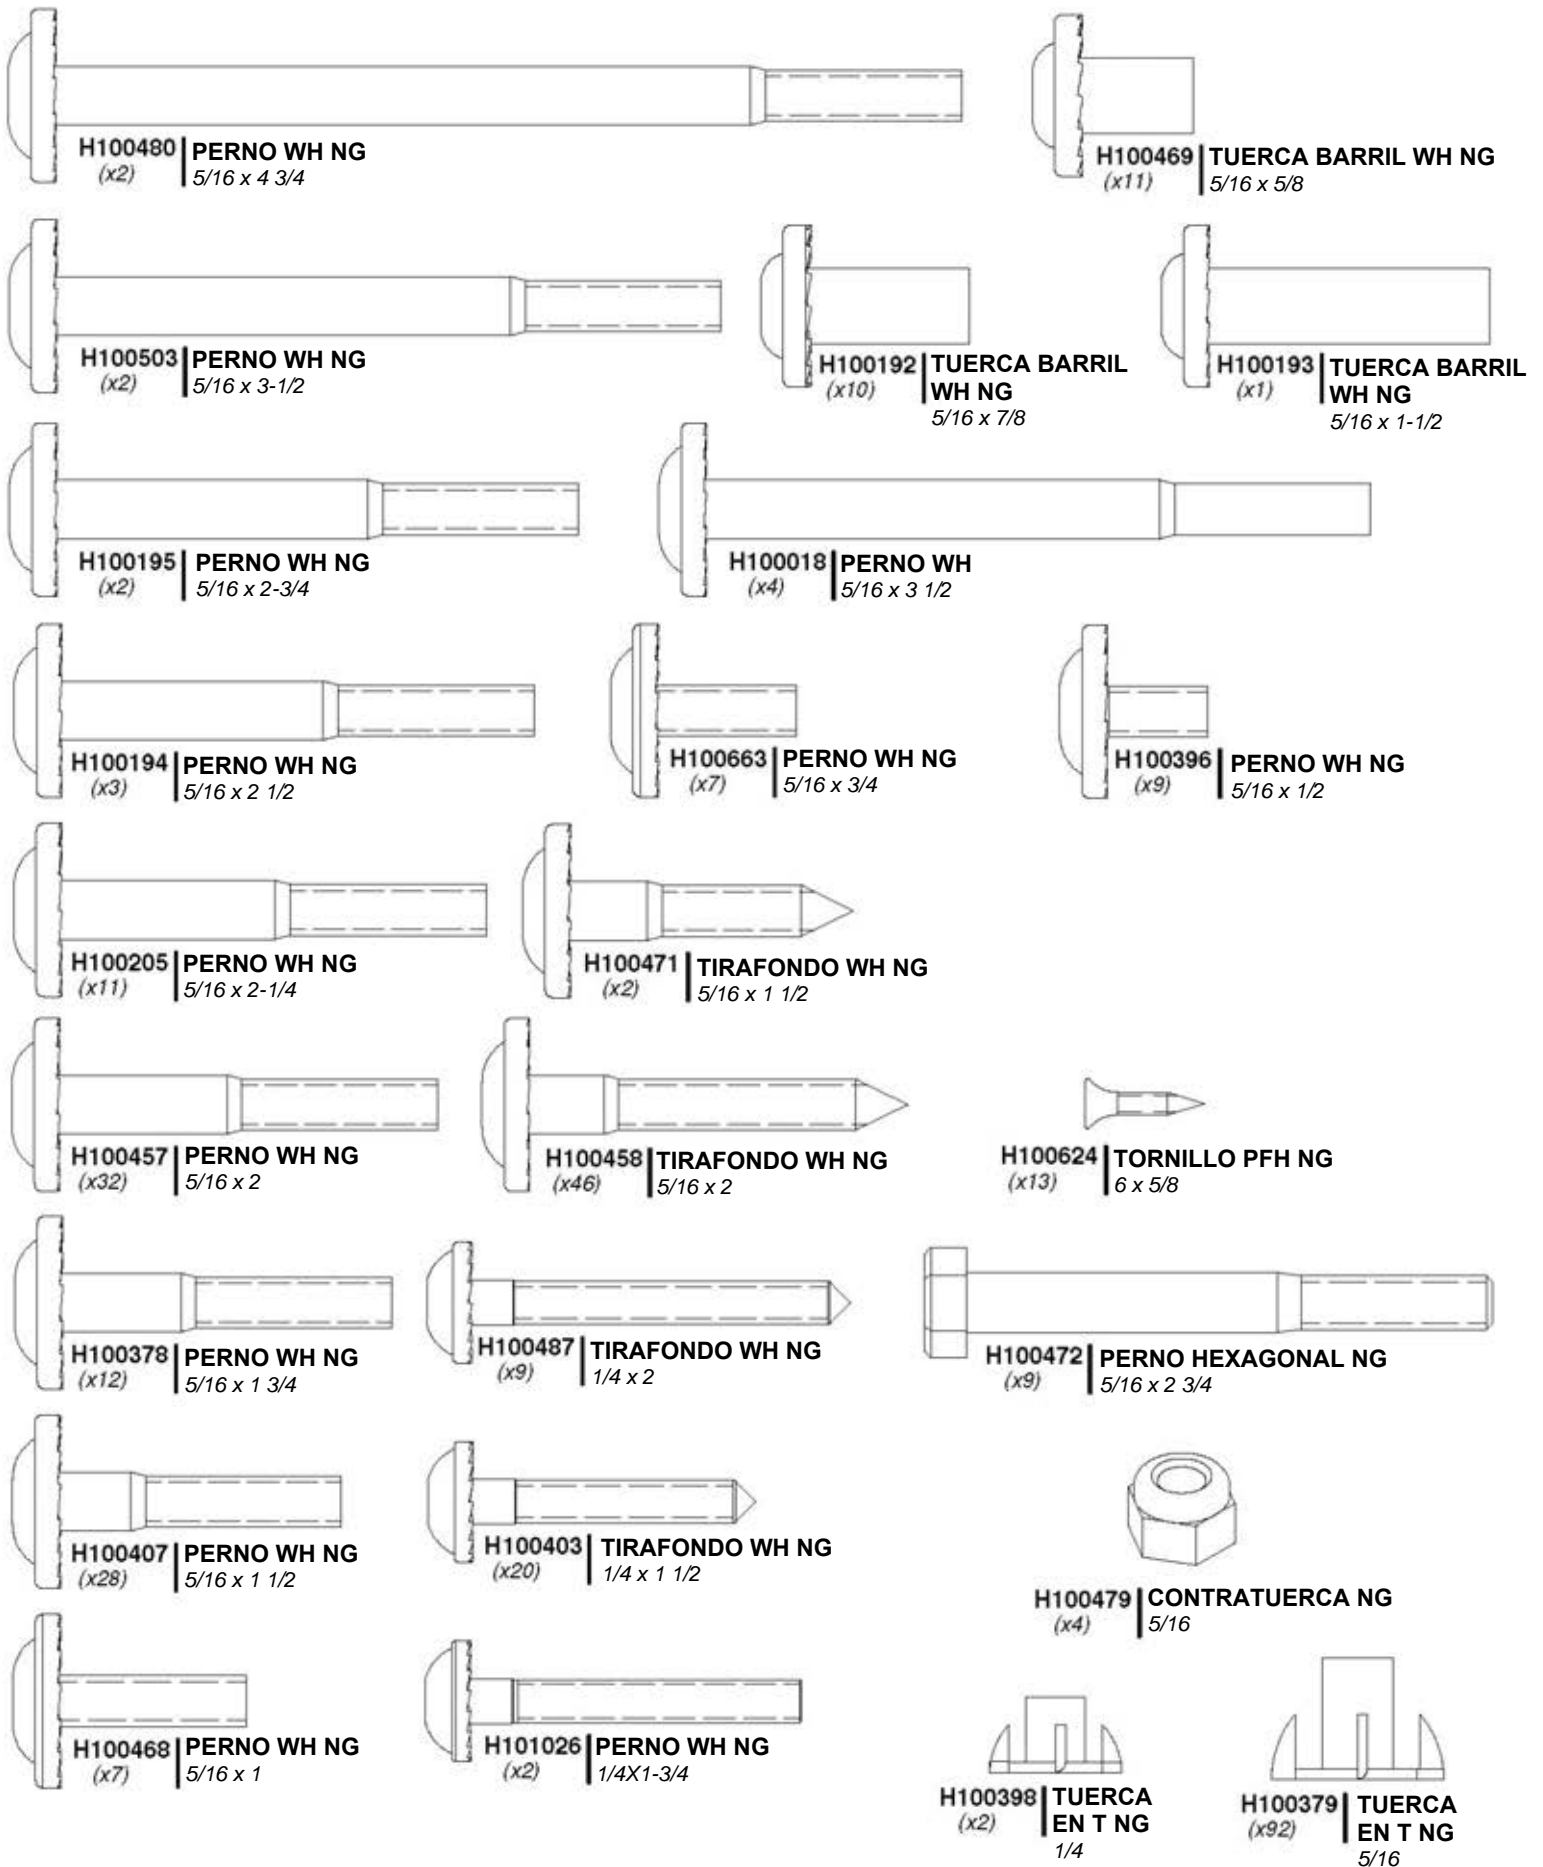 H100480 PERNO WH NG
(x2) 5/16 x 4 3/4
H100469 TUERCA BARRIL WH NG
(x11) 5/16 x 5/8
H100503 PERNO WH NG
(x2) 5/16 x 3-1/2
H100192 TUERCA BARRIL
(x10) WH NG
5/16 x 7/8
H100193 TUERCA BARRIL
(x1) WH NG
5/16 x 1-1/2
H100195 PERNO WH NG
(x2) 5/16 x 2-3/4
H100018 PERNO WH
(x4) 5/16 x 3 1/2
H100194 PERNO WH NG
(x3) 5/16 x 2 1/2
H100663 PERNO WH NG
(x7) 5/16 x 3/4
H100396 PERNO WH NG
(x9) 5/16 x 1/2
H100205 PERNO WH NG
(x11) 5/16 x 2-1/4
H100471 TIRAFONDO WH NG
(x2) 5/16 x 1 1/2
H100457 PERNO WH NG
(x32) 5/16 x 2
H100458 TIRAFONDO WH NG
(x46) 5/16 x 2
H100624 TORNILLO PFH NG
(x13) 6 x 5/8
H100378 PERNO WH NG
(x12) 5/16 x 1 3/4
H100487 TIRAFONDO WH NG
(x9) 1/4 x 2
H100472 PERNO HEXAGONAL NG
(x9) 5/16 x 2 3/4
H100407 PERNO WH NG
(x28) 5/16 x 1 1/2
H100403 TIRAFONDO WH NG
(x20) 1/4 x 1 1/2
H100479 CONTRATUERCA NG
(x4) 5/16
H100468 PERNO WH NG
(x7) 5/16 x 1
H101026 PERNO WH NG
(x2) 1/4X1-3/4
H100398 TUERCA
(x2) EN T NG
1/4
H100379 TUERCA
(x92) EN T NG
5/16